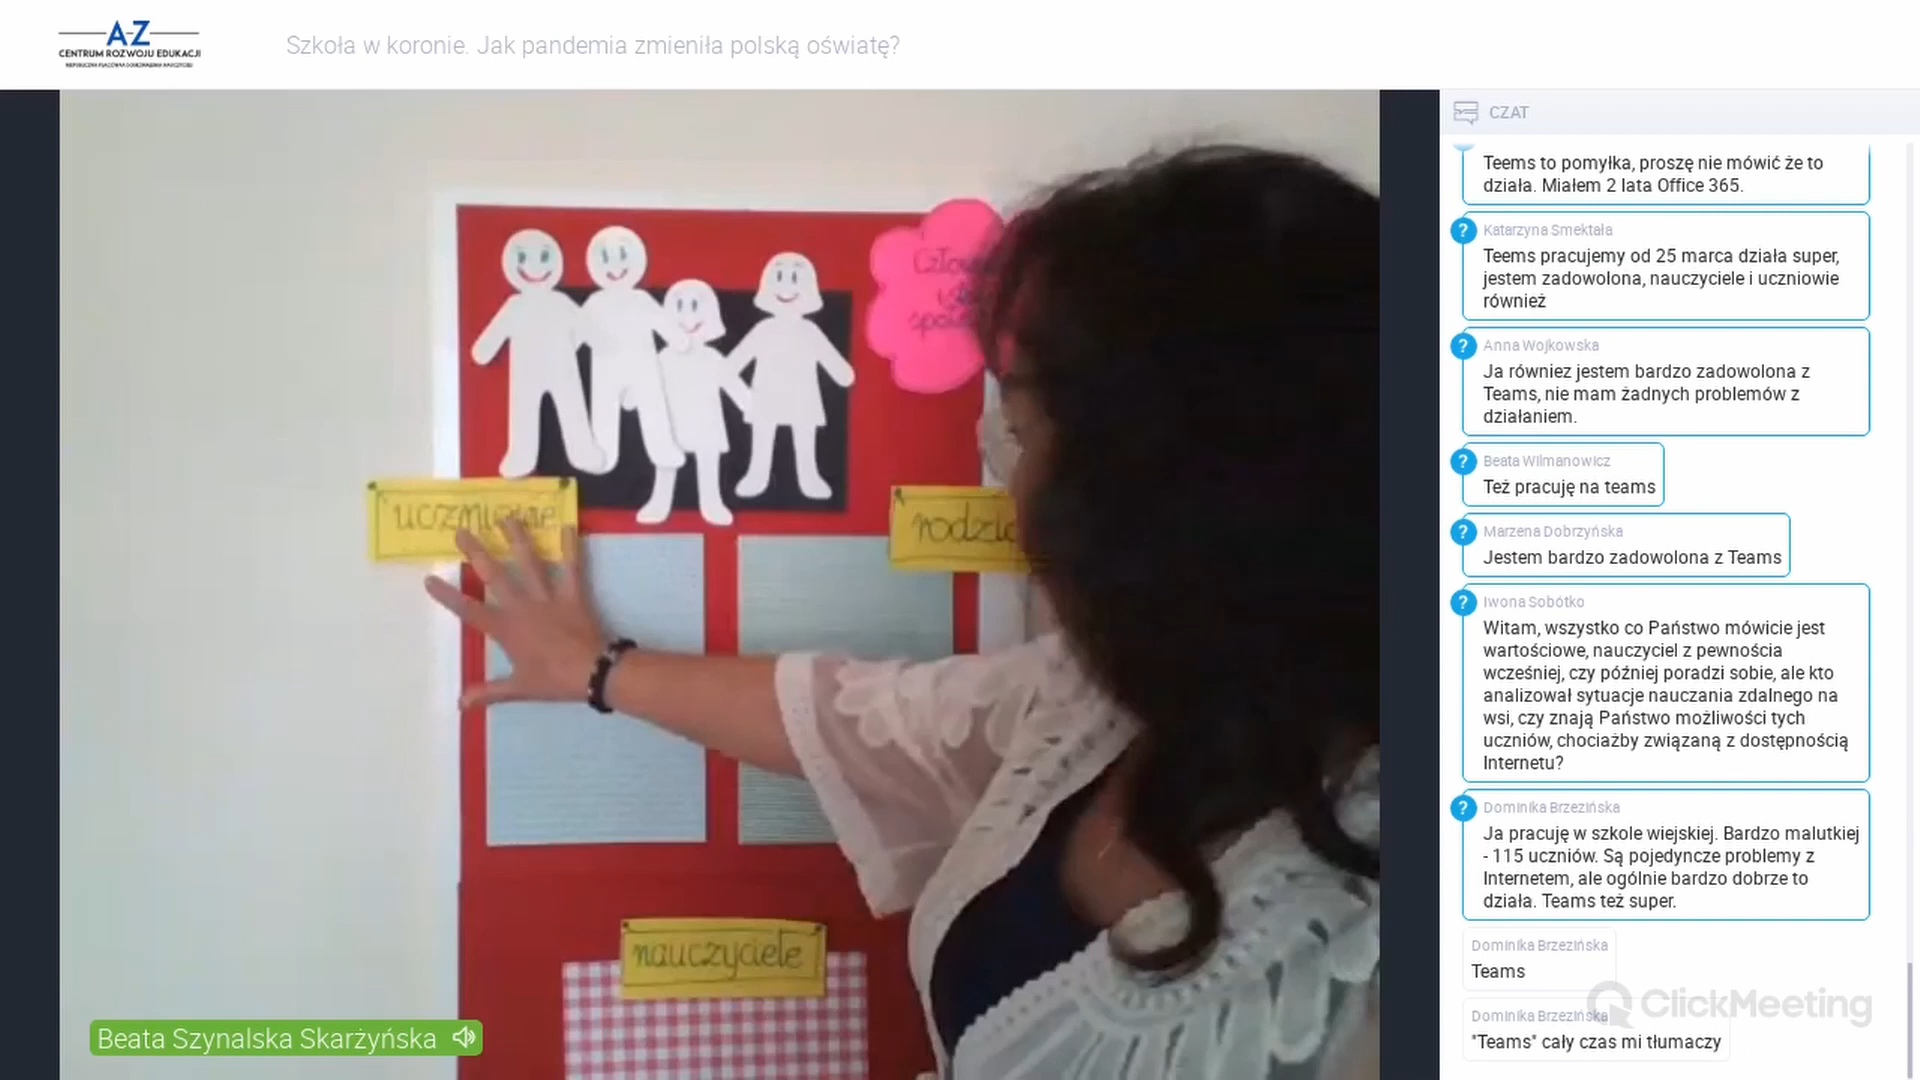 A-Z
CENTRUM ROZWOJU EDUKACJI
NIEPUBLICZNA PLACÓWKA DOSKONALENIA NAUCZYCIELI
Szkoła w koronie. Jak pandemia zmieniła polską oświatę?
uczniowie
nauczyciele
Beata Szynalska Skarżyńska
CZAT
Teems to pomyłka, proszę nie mówić że to
działa. Miałem 2 lata Office 365.
Katarzyna Smektała
Teems pracujemy od 25 marca działa super,
jestem zadowolona, nauczyciele i uczniowie
również
Anna Wojkowska
Ja równiez jestem bardzo zadowolona z
Teams, nie mam żadnych problemów z
działaniem.
Beata Wilmanowicz
Też pracuję na teams
Marzena Dobrzyńska
Jestem bardzo zadowolona z Teams
Iwona Sobótko
Witam, wszystko co Państwo mówicie jest
wartościowe, nauczyciel z pewnościa
wcześniej, czy później poradzi sobie, ale kto
analizował sytuacje nauczania zdalnego na
wsi, czy znają Państwo możliwości tych
uczniów, chociażby związaną z dostępnością
Internetu?
Dominika Brzezińska
Ja pracuję w szkole wiejskiej. Bardzo malutkiej
- 115 uczniów. Są pojedyncze problemy z
Internetem, ale ogólnie bardzo dobrze to
działa. Teams też super.
Dominika Brzezińska
Teams
Dominika Brzezińska
"Teams" cały czas mi tłumaczy
ClickMeeting